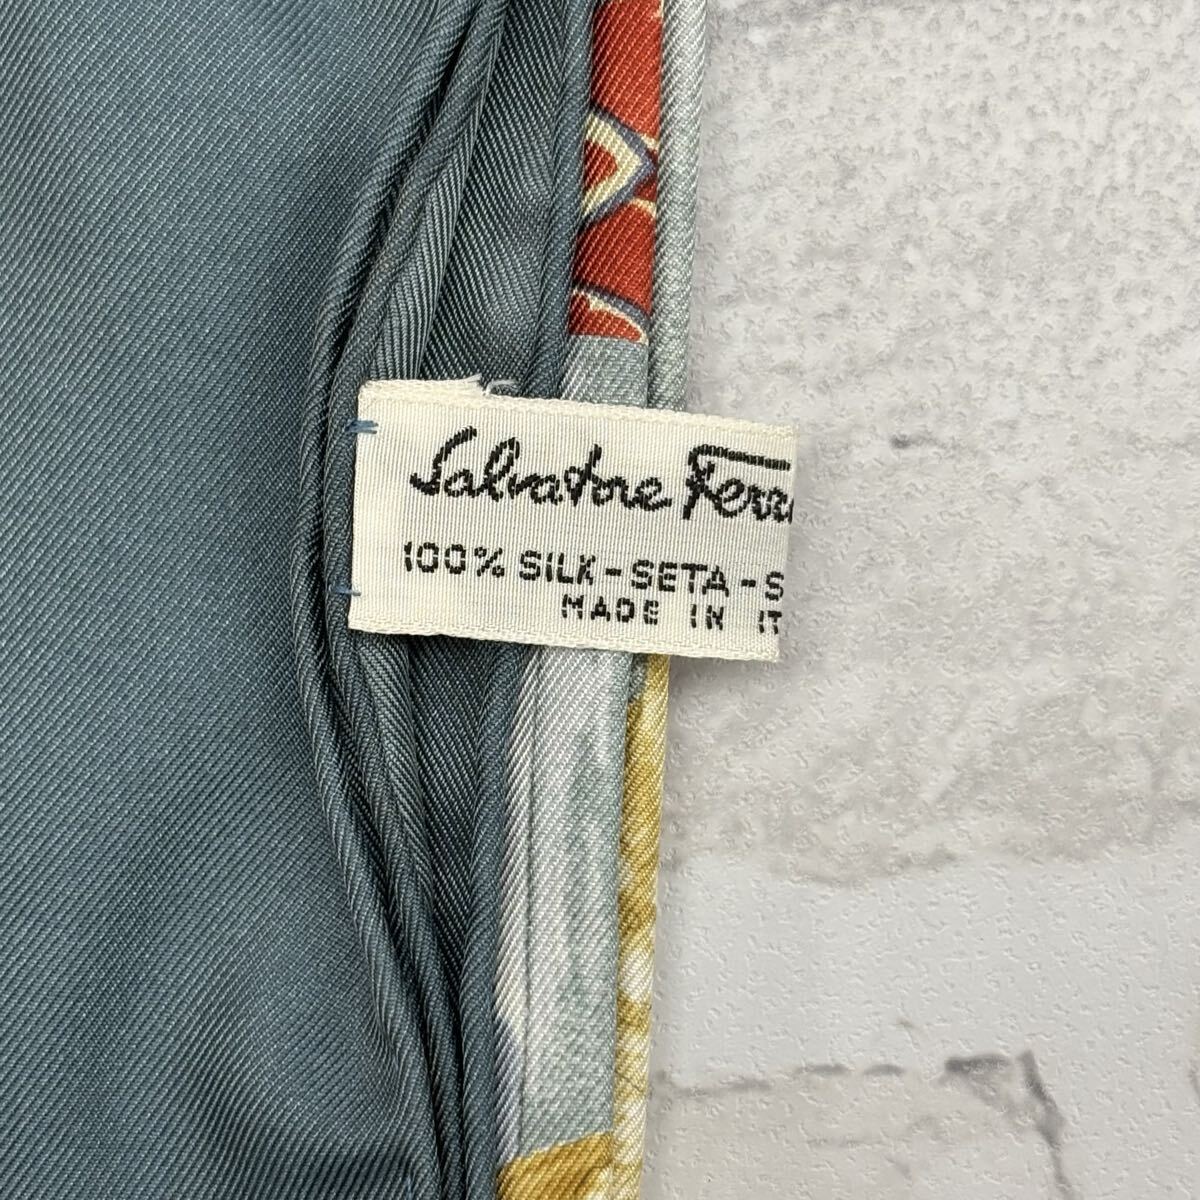 Salvatore Ferra
100% SILK-SETA-S
MADE IN IT